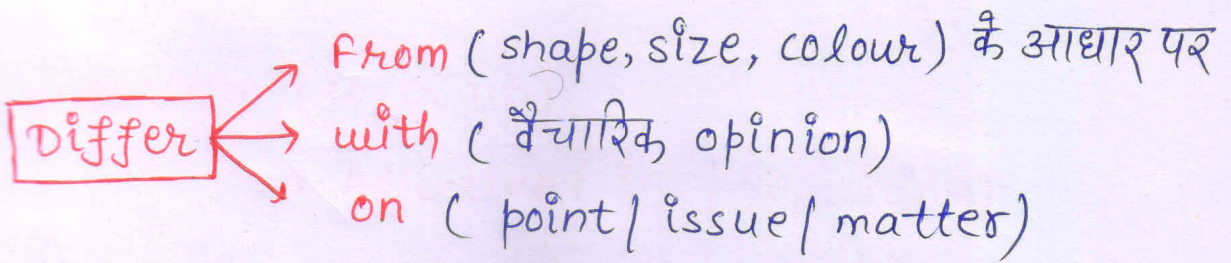 From ( shape, size, colour) के आधार पर
Differ with ( वैचारिक opinion)
on ( point / issue / matter)